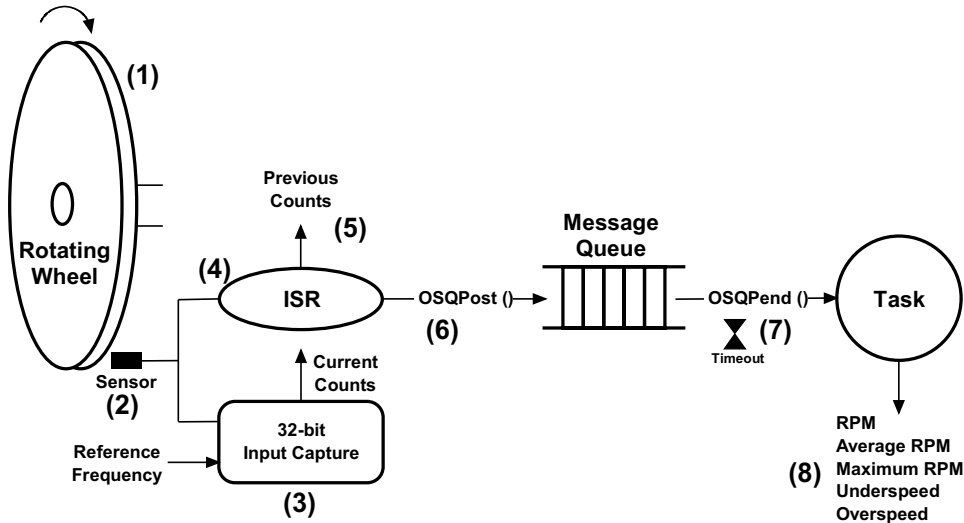 (1)
Rotating
Wheel
Sensor
(2)
Reference
Frequency
32-bit
Input Capture
(3)
Current
Counts
(4)
ISR
Previous
Counts
(5)
OSQPost ()
(6)
Message
Queue
OSQPend ()
(7)
Timeout
Task
(8)
RPM
Average RPM
Maximum RPM
Underspeed
Overspeed